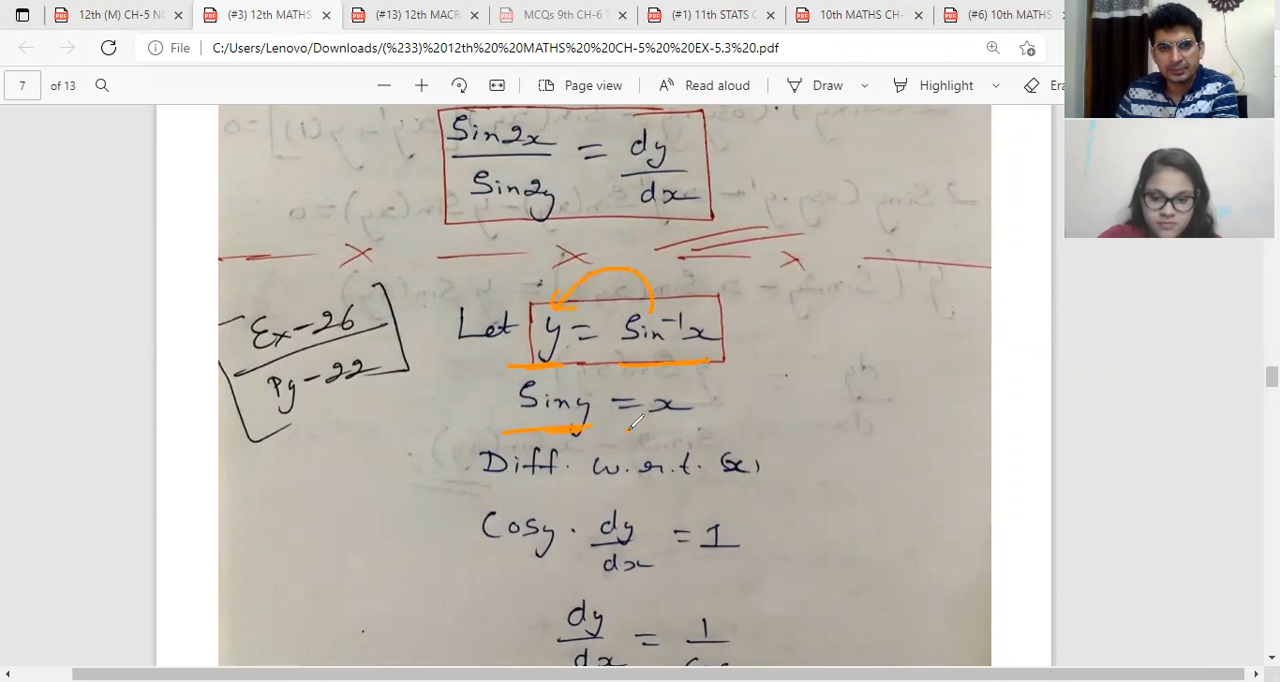 12th (M) CH-5 NC
(#3) 12th MATHS
(#13) 12th MACR
MCQs 9th CH-6 T
(#1) 11th STATS C
10th MATHS CH-
(#6) 10th MATHS
File C:/Users/Lenovo/Downloads/(%233)%2012th%20%20MATHS%20%20CH-5%20%20EX-5.3%20.pdf
7 of 13 Page view Read aloud Draw Highlight Era
Sin2x / Sin2y = dy / dx
Ex-26
Pg-22
Let y = Sin⁻¹x
Siny = x
Diff. w.r.t. (x)
Cosy · dy/dx = 1
dy/dx = 1